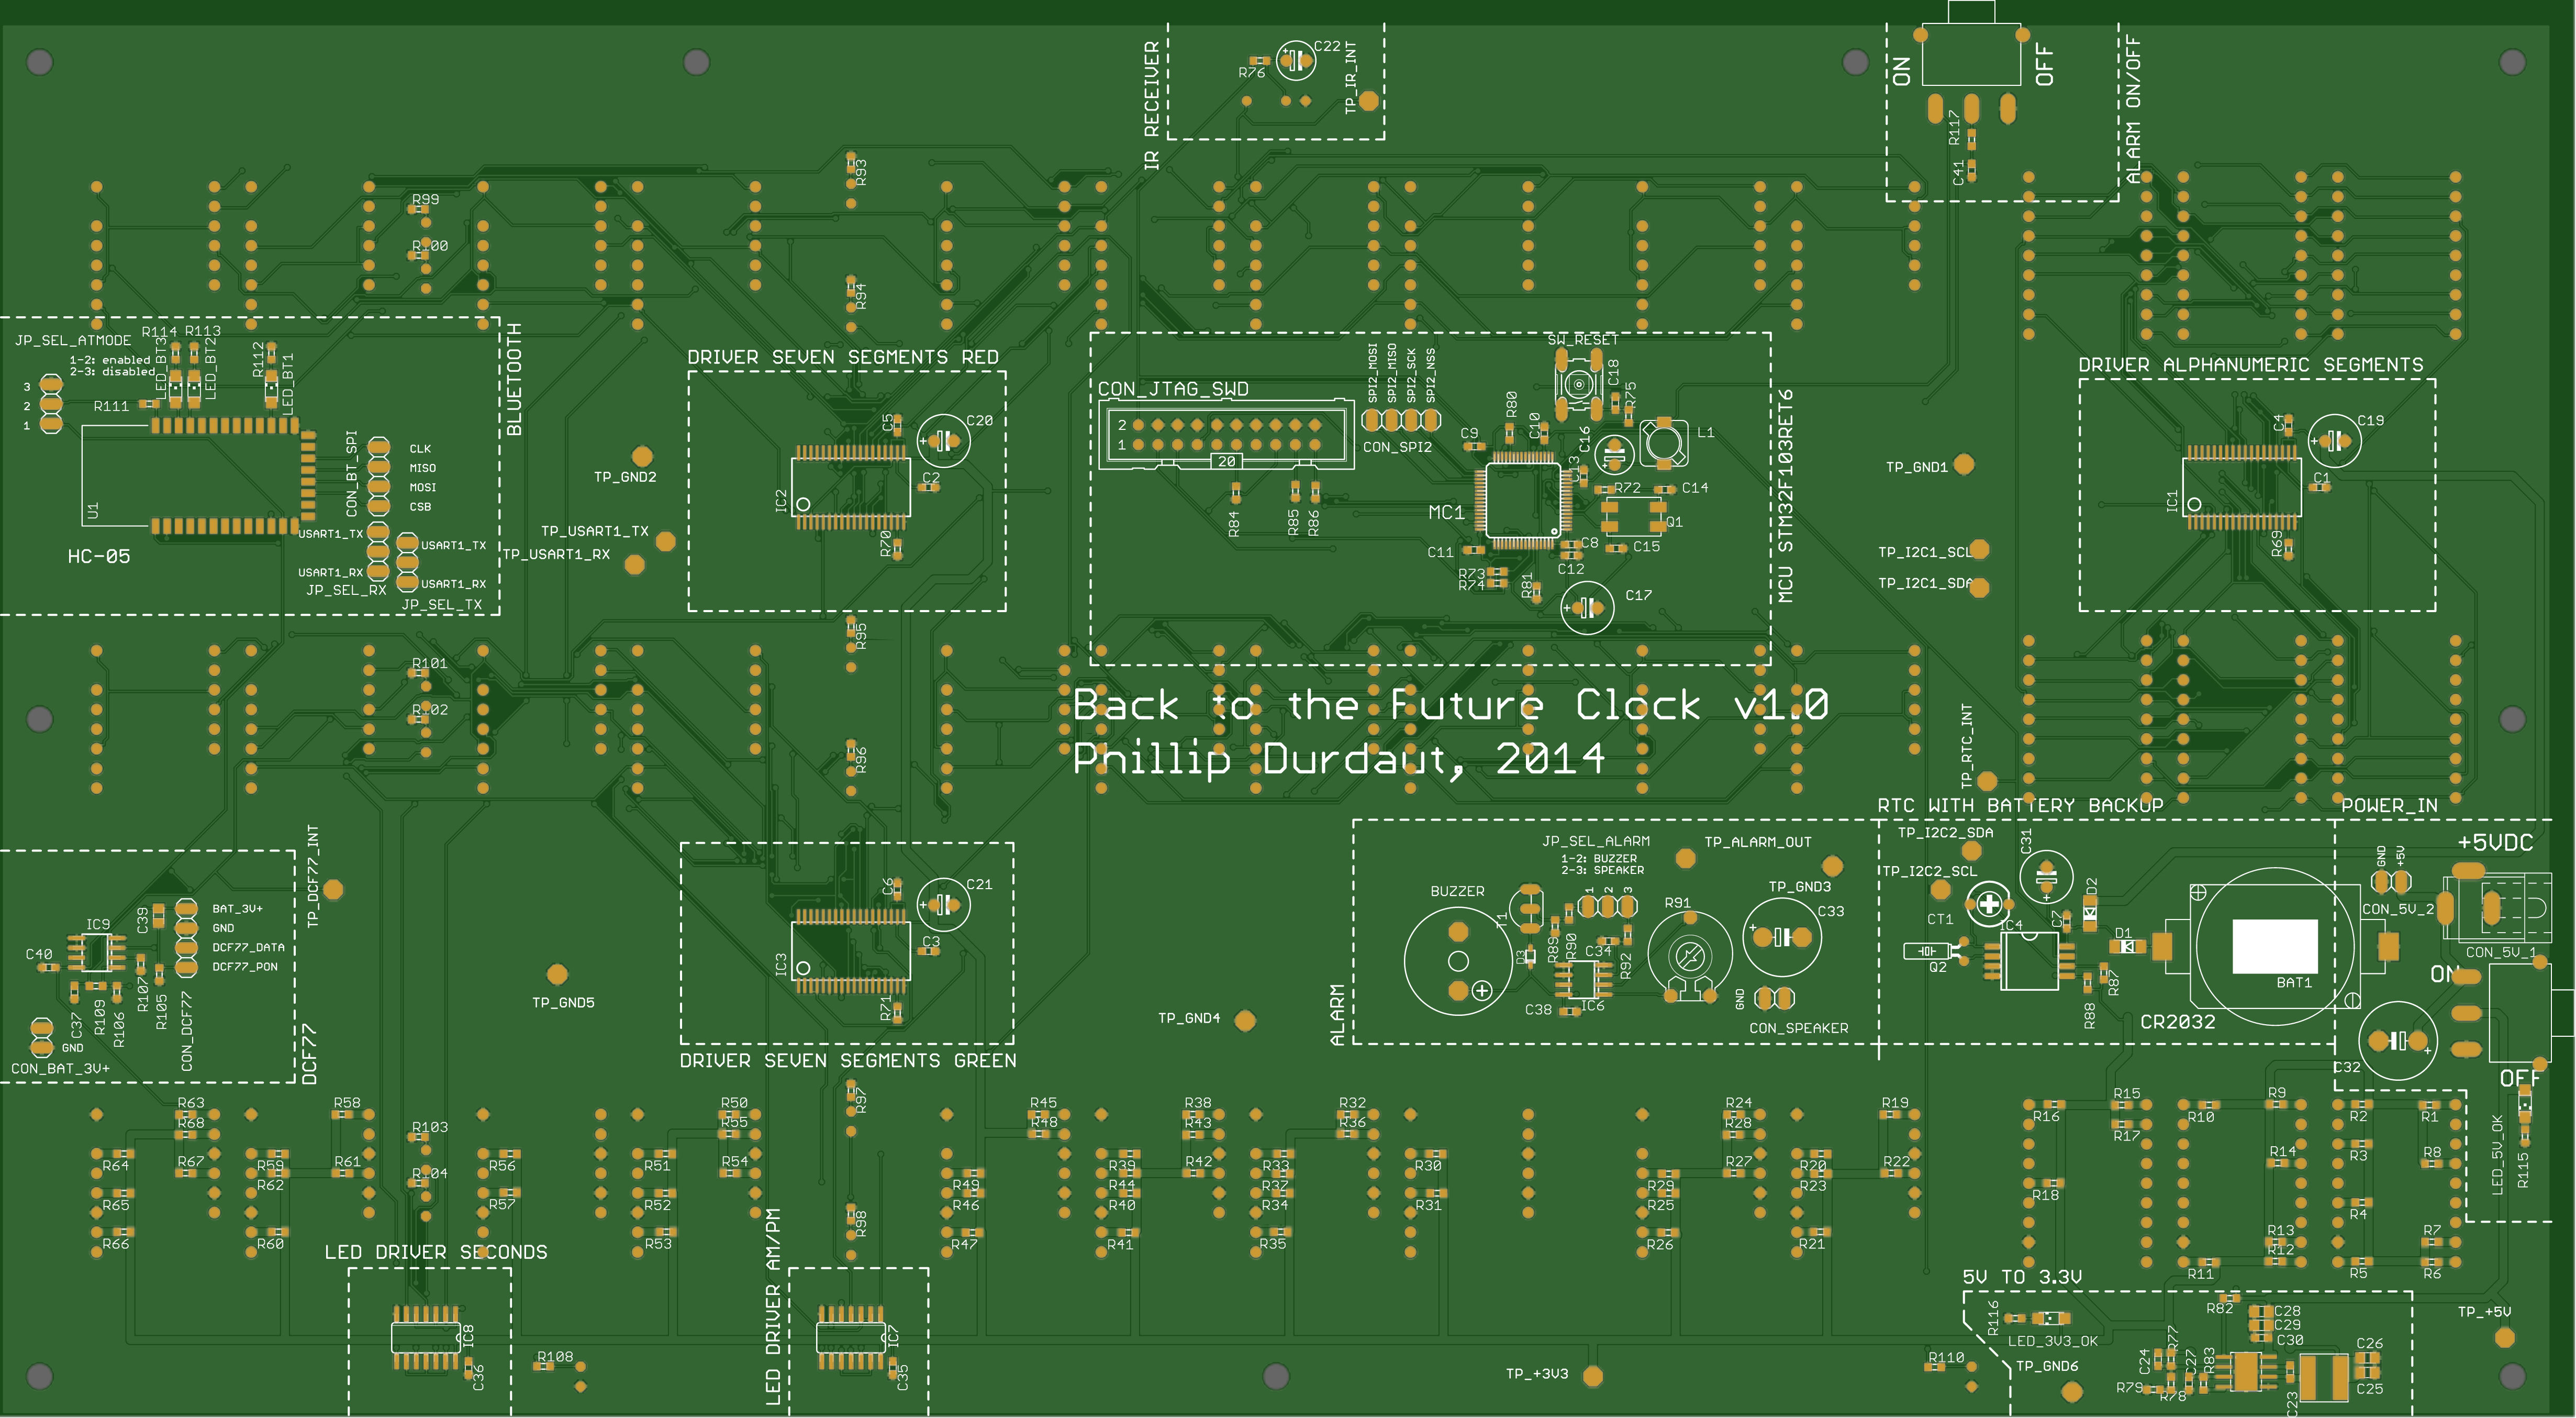 C22
R76
TP_IR_INT
IR RECEIVER
ON
OFF
ALARM ON/OFF
R117
C41
R93
R99
R100
R94
JP_SEL_ATMODE
1-2: enabled
2-3: disabled
R114
R113
LED_BT3
LED_BT2
R112
LED_BT1
3
2
1
R111
BLUETOOTH
U1
HC-05
CON_BT_SPI
CLK
MISO
MOSI
CSB
USART1_TX
USART1_TX
USART1_RX
USART1_RX
JP_SEL_RX
JP_SEL_TX
TP_GND2
TP_USART1_TX
TP_USART1_RX
DRIVER SEVEN SEGMENTS RED
C5
C20
C2
IC2
R70
CON_JTAG_SWD
2
1
20
SPI2_MOSI
SPI2_MISO
SPI2_SCK
SPI2_NSS
CON_SPI2
SW_RESET
C18
R75
R80
C10
C9
C16
L1
C13
R72
C14
MC1
Q1
R84
R85
R86
C11
C8
C15
C12
R73
R74
R81
C17
MCU STM32F103RET6
TP_GND1
TP_I2C1_SCL
TP_I2C1_SDA
DRIVER ALPHANUMERIC SEGMENTS
C4
C19
C1
IC1
R69
R95
R101
R102
R96
Back to the Future Clock v1.0
Phillip Durdaut, 2014
TP_RTC_INT
RTC WITH BATTERY BACKUP
POWER_IN
TP_DCF77_INT
IC9
C39
C40
BAT_3V+
GND
DCF77_DATA
DCF77_PON
C37
R109
R106
R107
R105
CON_DCF77
GND
CON_BAT_3V+
DCF77
TP_GND5
C6
C21
C3
IC3
R71
DRIVER SEVEN SEGMENTS GREEN
TP_GND4
ALARM
JP_SEL_ALARM
1-2: BUZZER
2-3: SPEAKER
TP_ALARM_OUT
BUZZER
T1
1
2
3
R91
TP_GND3
C33
D3
R89
R90
C34
R92
IC6
C38
GND
CON_SPEAKER
TP_I2C2_SDA
TP_I2C2_SCL
C31
D2
CT1
IC4
C7
D1
Q2
R88
R87
BAT1
CR2032
+5VDC
GND
+5V
CON_5V_2
CON_5V_1
ON
C32
OFF
LED_5V_OK
R115
R97
R63
R68
R58
R103
R50
R55
R45
R48
R38
R43
R32
R36
R24
R28
R19
R16
R15
R17
R10
R9
R2
R1
R64
R67
R59
R62
R61
R104
R56
R51
R54
R49
R39
R44
R42
R33
R37
R30
R29
R27
R20
R23
R22
R18
R14
R3
R8
R65
R57
R52
R46
R40
R34
R31
R25
R4
R66
R60
R53
R98
R47
R41
R35
R26
R21
R13
R12
R7
R11
R5
R6
LED DRIVER SECONDS
IC8
C36
R108
LED DRIVER AM/PM
IC7
C35
TP_+3V3
R110
5V TO 3.3V
R116
LED_3V3_OK
TP_GND6
R82
C28
C29
C30
C24
R77
R79
R78
C27
R83
C23
C26
C25
TP_+5V